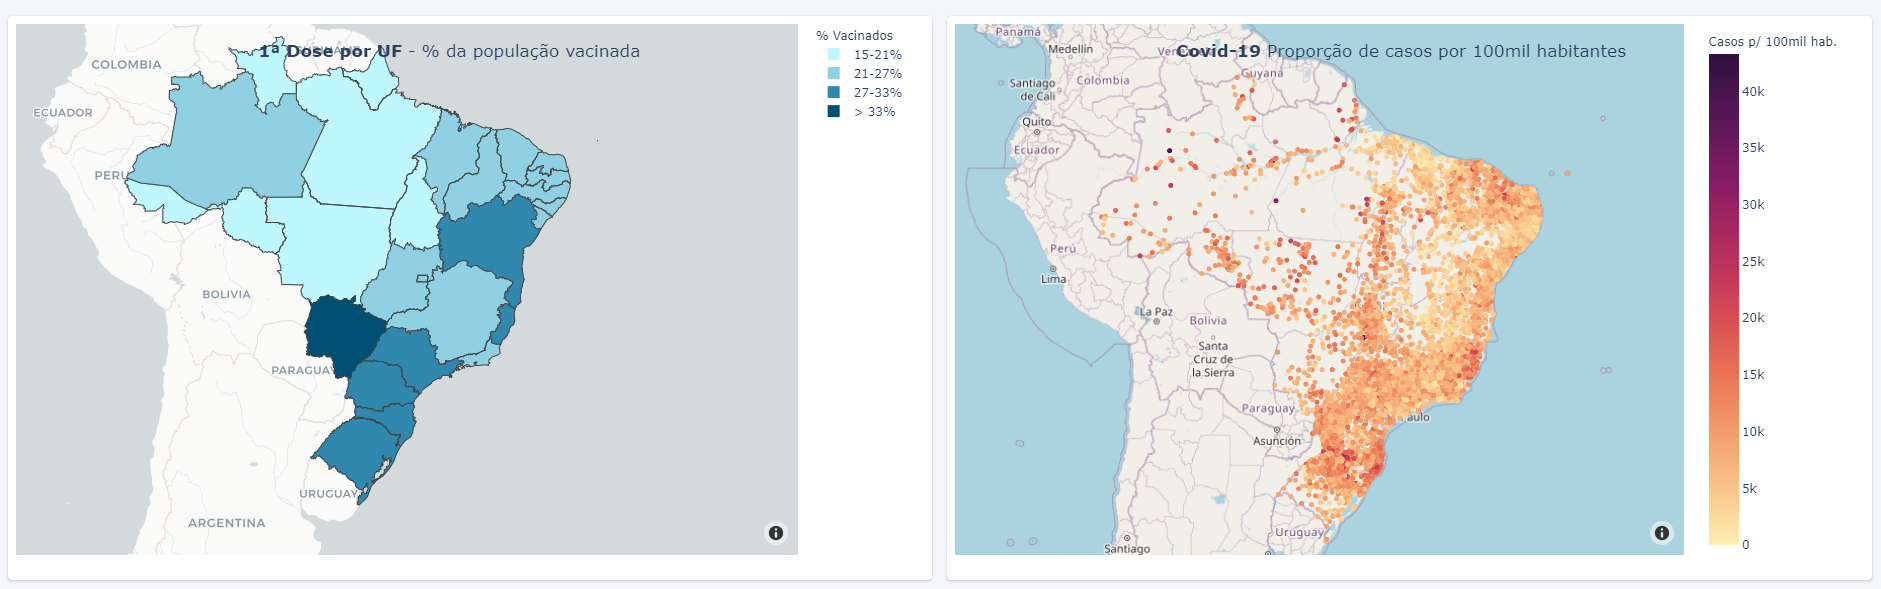 1ª Dose por UF - % da população vacinada
SURINAME
COLOMBIA
ECUADOR
PERU
BOLIVIA
PARAGUAY
URUGUAY
ARGENTINA
% Vacinados
15-21%
21-27%
27-33%
> 33%
Covid-19 Proporção de casos por 100mil habitantes
Panamá
Medellín
Colombia
Guyana
Santiago
de Cali
Quito
Ecuador
Perú
Lima
La Paz
Bolivia
Santa
Cruz de
la Sierra
Paraguay
Asunción
aulo
Uruguay
Santiago
Casos p/ 100mil hab.
40k
35k
30k
25k
20k
15k
10k
5k
0